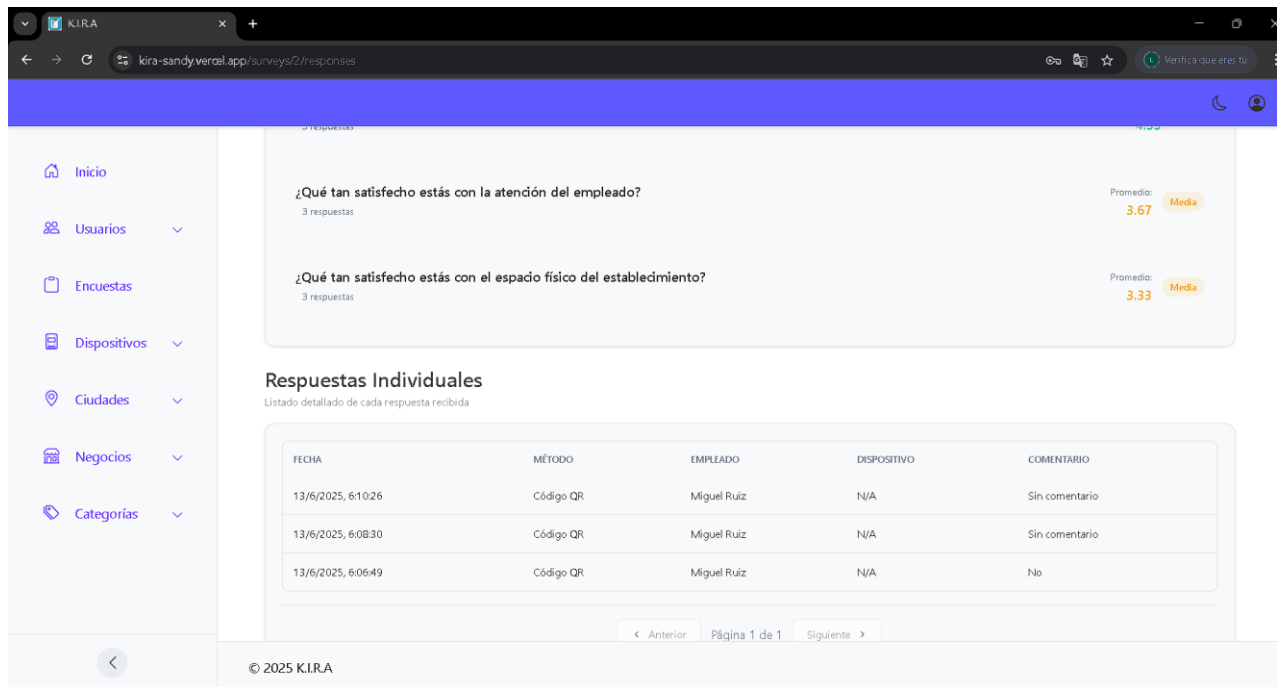 K.I.R.A
kira-sandy.vercel.app/surveys/2/responses
Verifica que eres tú
3 respuestas
4.33
Inicio
Usuarios
Encuestas
Dispositivos
Ciudades
Negocios
Categorías
¿Qué tan satisfecho estás con la atención del empleado?
3 respuestas
Promedio:
3.67
Media
¿Qué tan satisfecho estás con el espacio físico del establecimiento?
3 respuestas
Promedio:
3.33
Media
Respuestas Individuales
Listado detallado de cada respuesta recibida
FECHA MÉTODO EMPLEADO DISPOSITIVO COMENTARIO
13/6/2025, 6:10:26 Código QR Miguel Ruiz N/A Sin comentario
13/6/2025, 6:08:30 Código QR Miguel Ruiz N/A Sin comentario
13/6/2025, 6:06:49 Código QR Miguel Ruiz N/A No
Anterior Página 1 de 1 Siguiente
© 2025 K.I.R.A